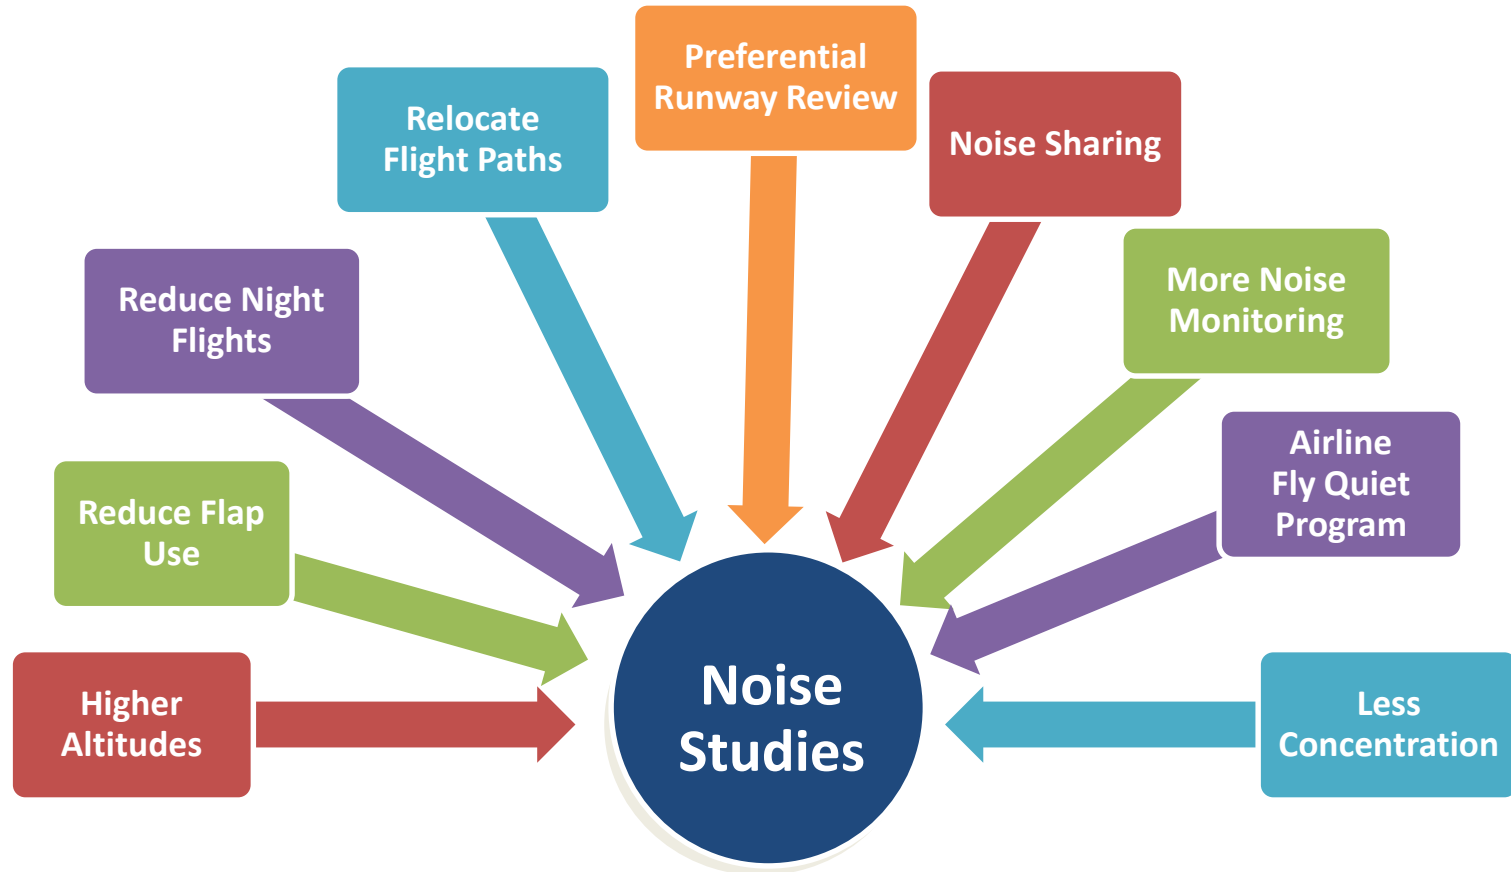 Preferential
Runway Review
Relocate
Flight Paths
Noise Sharing
Reduce Night
Flights
More Noise
Monitoring
Reduce Flap
Use
Airline
Fly Quiet
Program
Higher
Altitudes
Noise
Studies
Less
Concentration